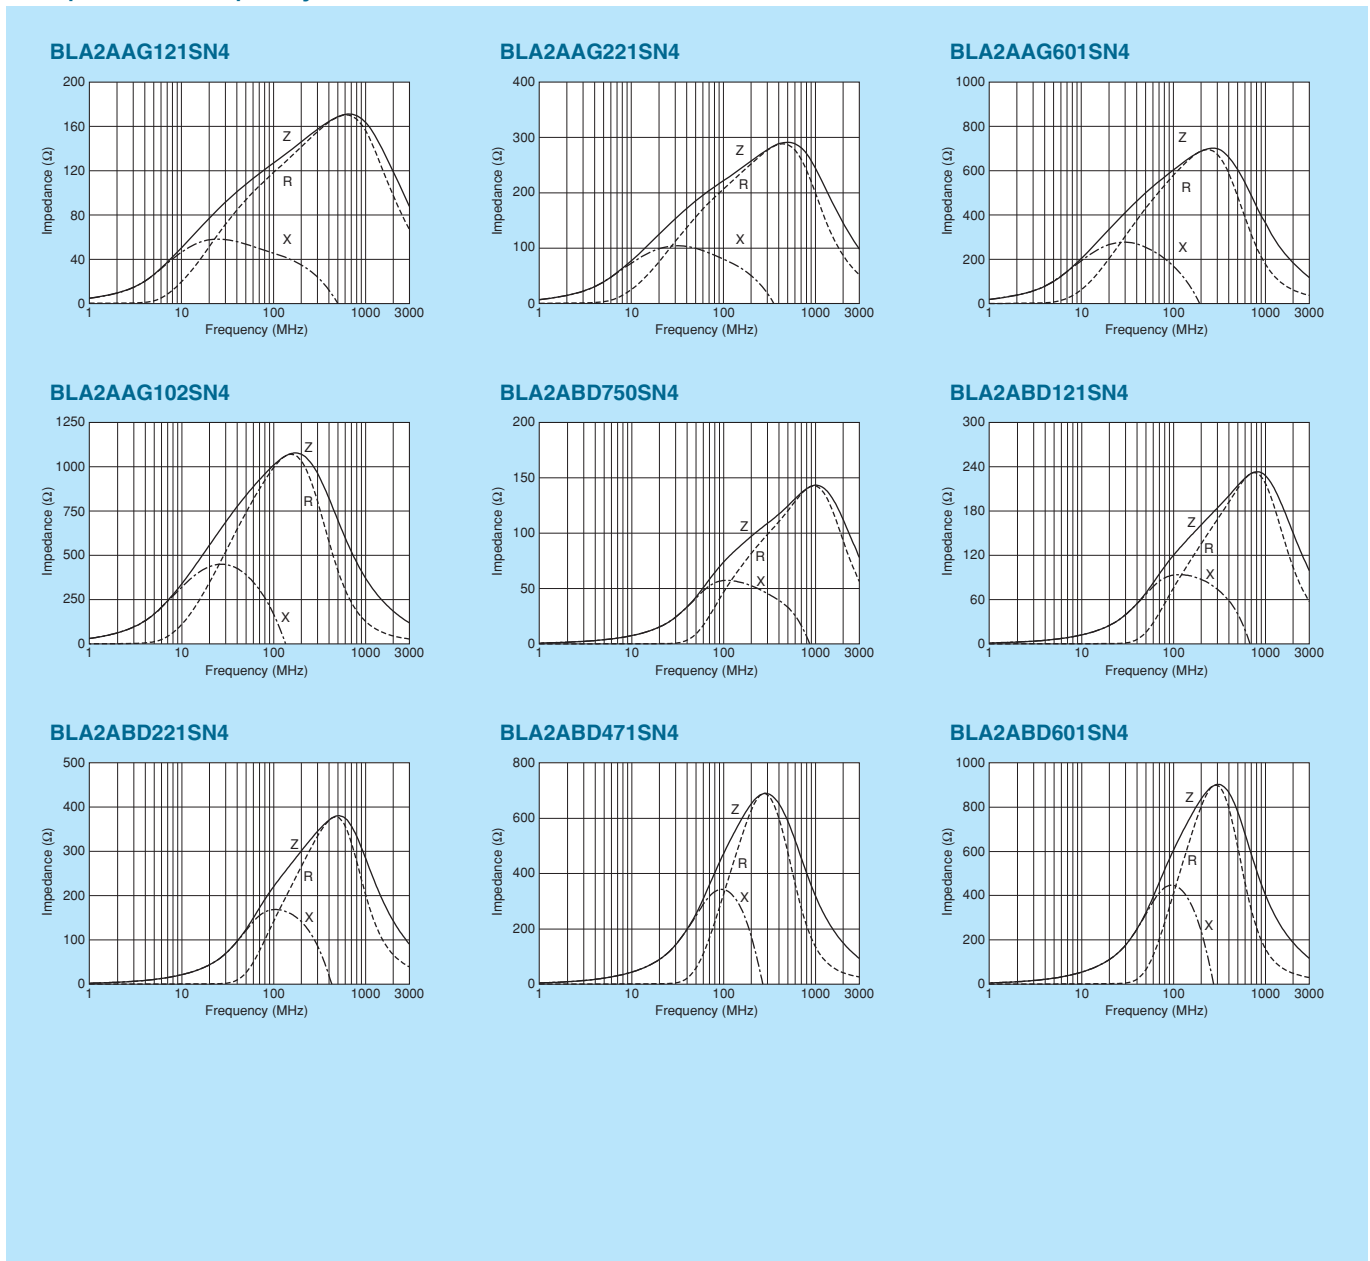 BLA2AAG121SN4
200
160
120
80
40
0
Impedance (Ω)
Z
R
X
1 10 100 1000 3000
Frequency (MHz)
BLA2AAG221SN4
400
300
200
100
0
Impedance (Ω)
Z
R
X
1 10 100 1000 3000
Frequency (MHz)
BLA2AAG601SN4
1000
800
600
400
200
0
Impedance (Ω)
Z
R
X
1 10 100 1000 3000
Frequency (MHz)
BLA2AAG102SN4
1250
1000
750
500
250
0
Impedance (Ω)
Z
R
X
1 10 100 1000 3000
Frequency (MHz)
BLA2ABD750SN4
200
150
100
50
0
Impedance (Ω)
Z
R
X
1 10 100 1000 3000
Frequency (MHz)
BLA2ABD121SN4
300
240
180
120
60
0
Impedance (Ω)
Z
R
X
1 10 100 1000 3000
Frequency (MHz)
BLA2ABD221SN4
500
400
300
200
100
0
Impedance (Ω)
Z
R
X
1 10 100 1000 3000
Frequency (MHz)
BLA2ABD471SN4
800
600
400
200
0
Impedance (Ω)
Z
R
X
1 10 100 1000 3000
Frequency (MHz)
BLA2ABD601SN4
1000
800
600
400
200
0
Impedance (Ω)
Z
R
X
1 10 100 1000 3000
Frequency (MHz)